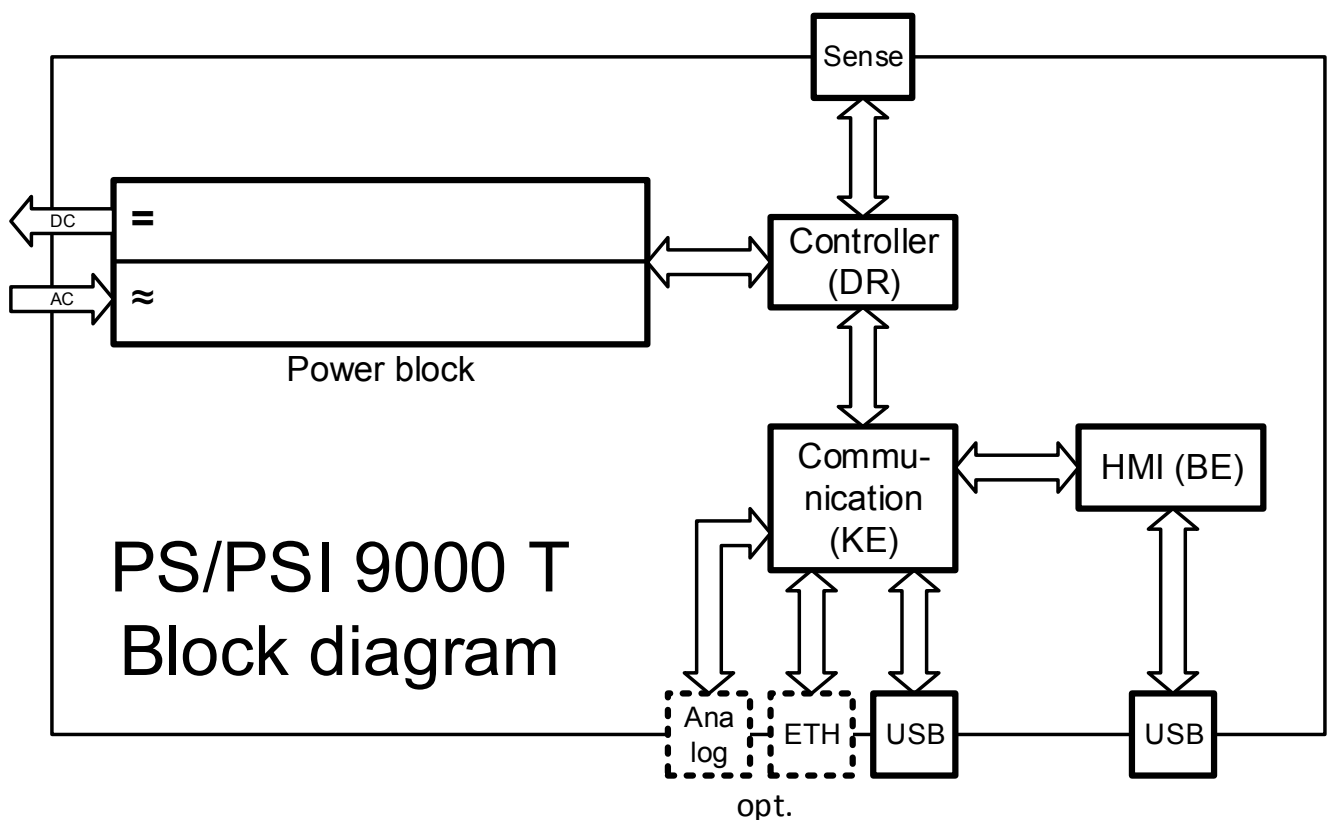 Sense
DC
=
Controller
(DR)
AC
≈
Power block
Commu-
nication
(KE)
HMI (BE)
PS/PSI 9000 T
Block diagram
Ana
log
ETH
USB
USB
opt.